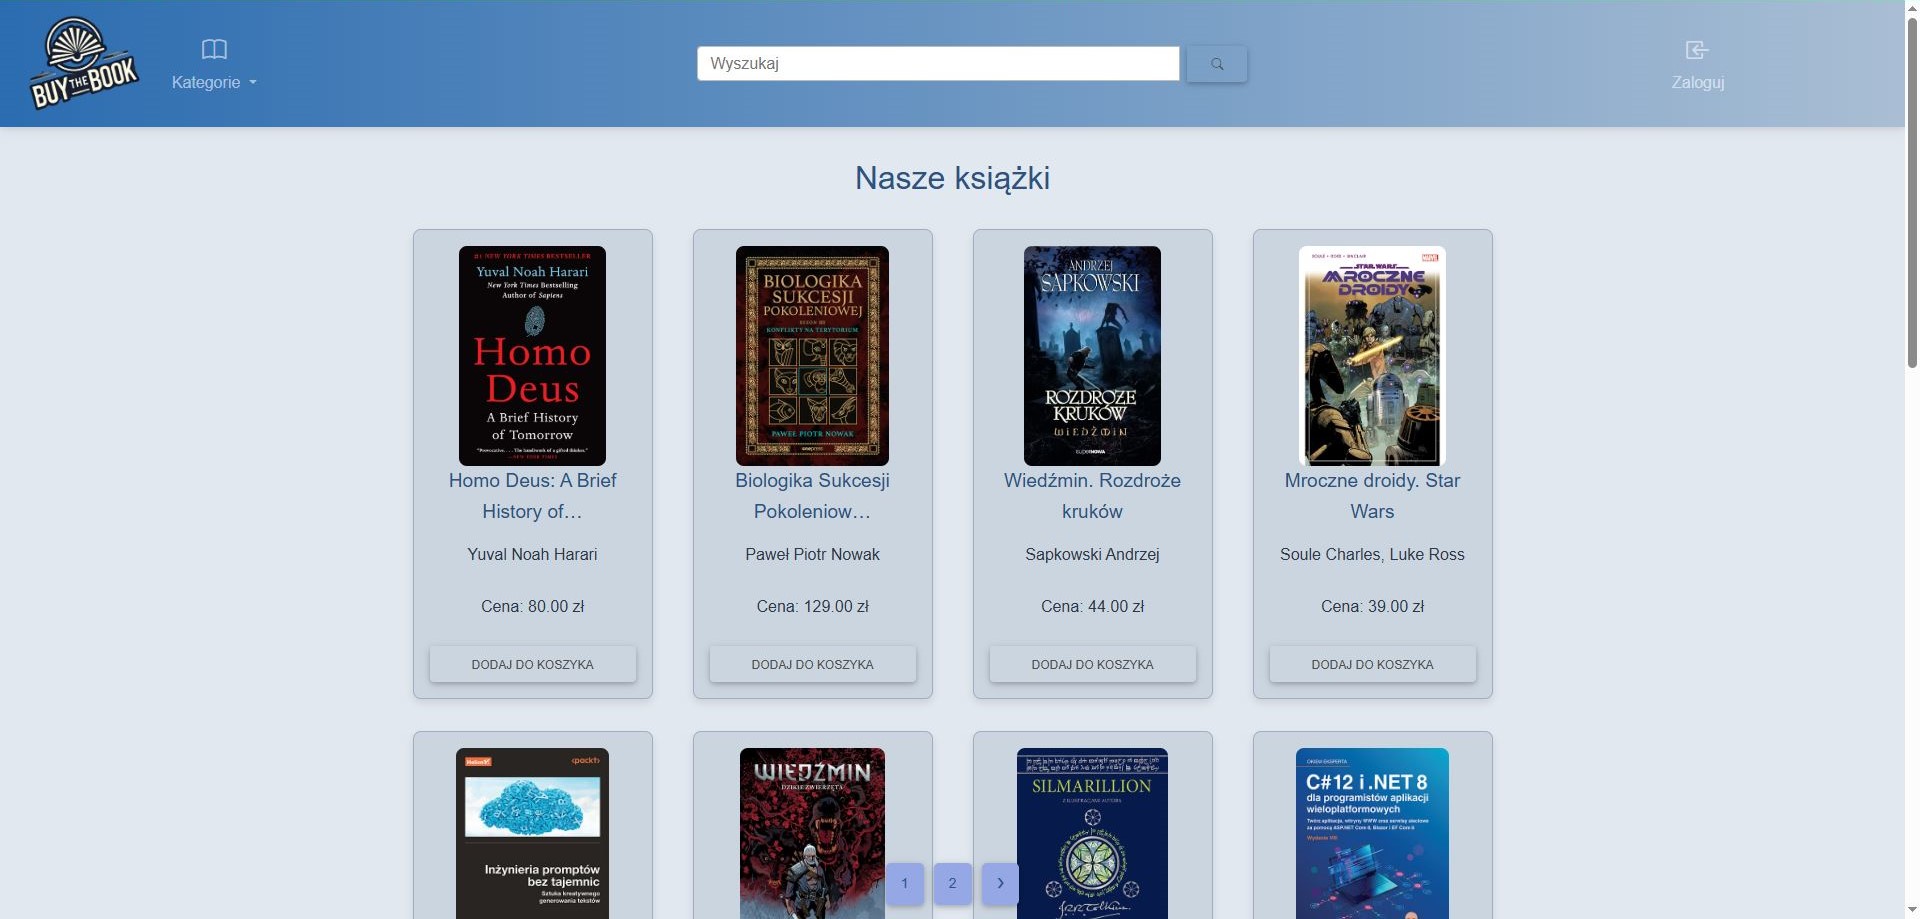 BUY THE BOOK
Kategorie
Wyszukaj
Zaloguj
Nasze książki
#1 NEW YORK TIMES BESTSELLER
Yuval Noah Harari
New York Times Bestselling
Author of Sapiens
Homo
Deus
A Brief History
of Tomorrow
Homo Deus: A Brief
History of…
Yuval Noah Harari
Cena: 80.00 zł
DODAJ DO KOSZYKA
BIOLOGIKA
SUKCESJI
POKOLENIOWEJ
SEZON III
KONFLIKTY NA TERYTORIUM
PAWEŁ PIOTR NOWAK
onepress
Biologika Sukcesji
Pokoleniow…
Paweł Piotr Nowak
Cena: 129.00 zł
DODAJ DO KOSZYKA
ANDRZEJ
SAPKOWSKI
ROZDROŻE
KRUKÓW
WIEDŹMIN
SUPERNOWA
Wiedźmin. Rozdroże
kruków
Sapkowski Andrzej
Cena: 44.00 zł
DODAJ DO KOSZYKA
MARVEL
STAR WARS
MROCZNE
DROIDY
Mroczne droidy. Star
Wars
Soule Charles, Luke Ross
Cena: 39.00 zł
DODAJ DO KOSZYKA
Helion
<packt>
Inżynieria promptów
bez tajemnic
Sztuka kreatywnego
generowania tekstów
WIEDŹMIN
DZIKIE ZWIERZĘTA
SILMARILLION
Z ILUSTRACJAMI AUTORA
C#12 i .NET 8
dla programistów aplikacji
wieloplatformowych
Wydanie VIII
1
2